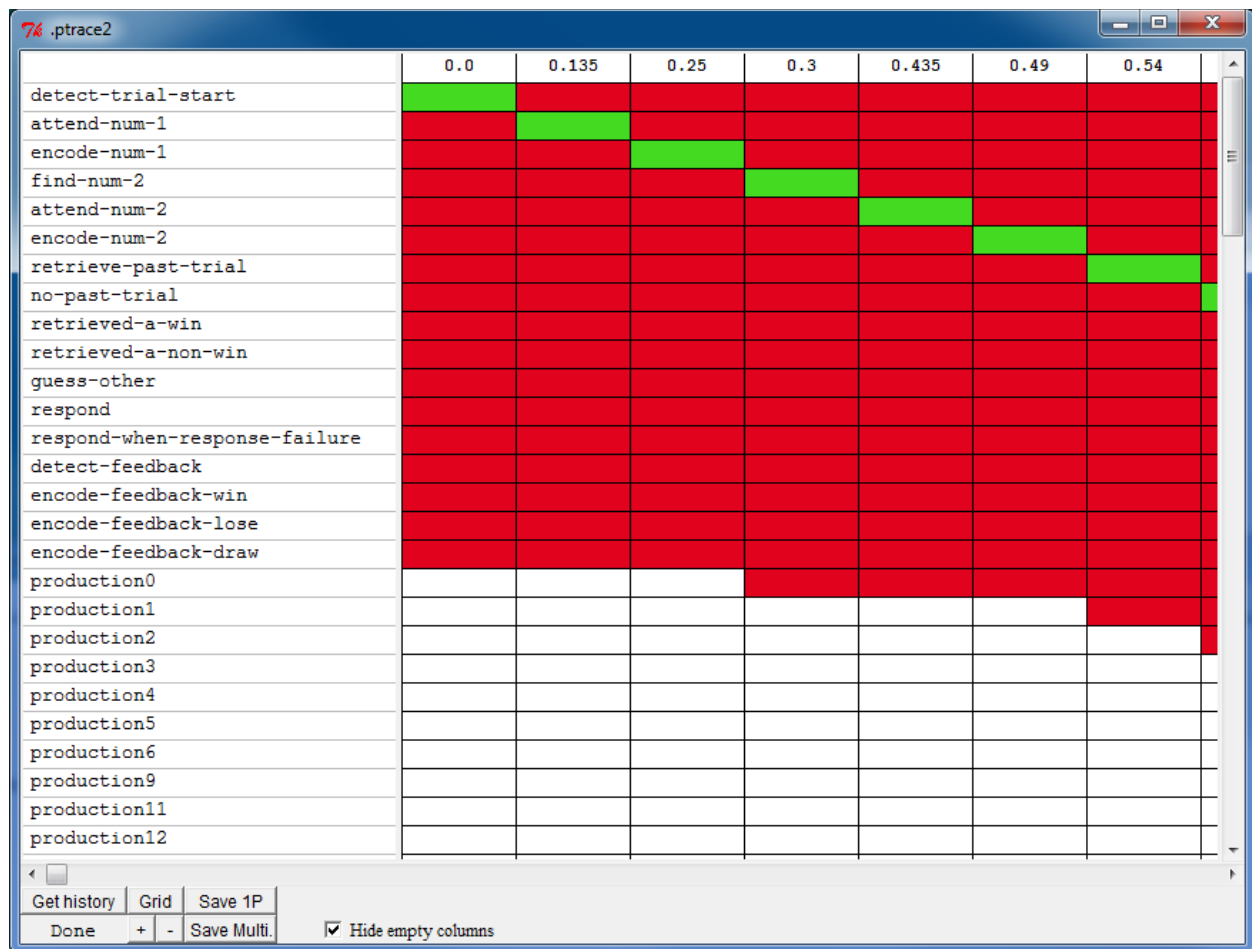 .ptrace2
0.0 0.135 0.25 0.3 0.435 0.49 0.54
detect-trial-start
attend-num-1
encode-num-1
find-num-2
attend-num-2
encode-num-2
retrieve-past-trial
no-past-trial
retrieved-a-win
retrieved-a-non-win
guess-other
respond
respond-when-response-failure
detect-feedback
encode-feedback-win
encode-feedback-lose
encode-feedback-draw
production0
production1
production2
production3
production4
production5
production6
production9
production11
production12
Get history Grid Save 1P
Done + - Save Multi. Hide empty columns